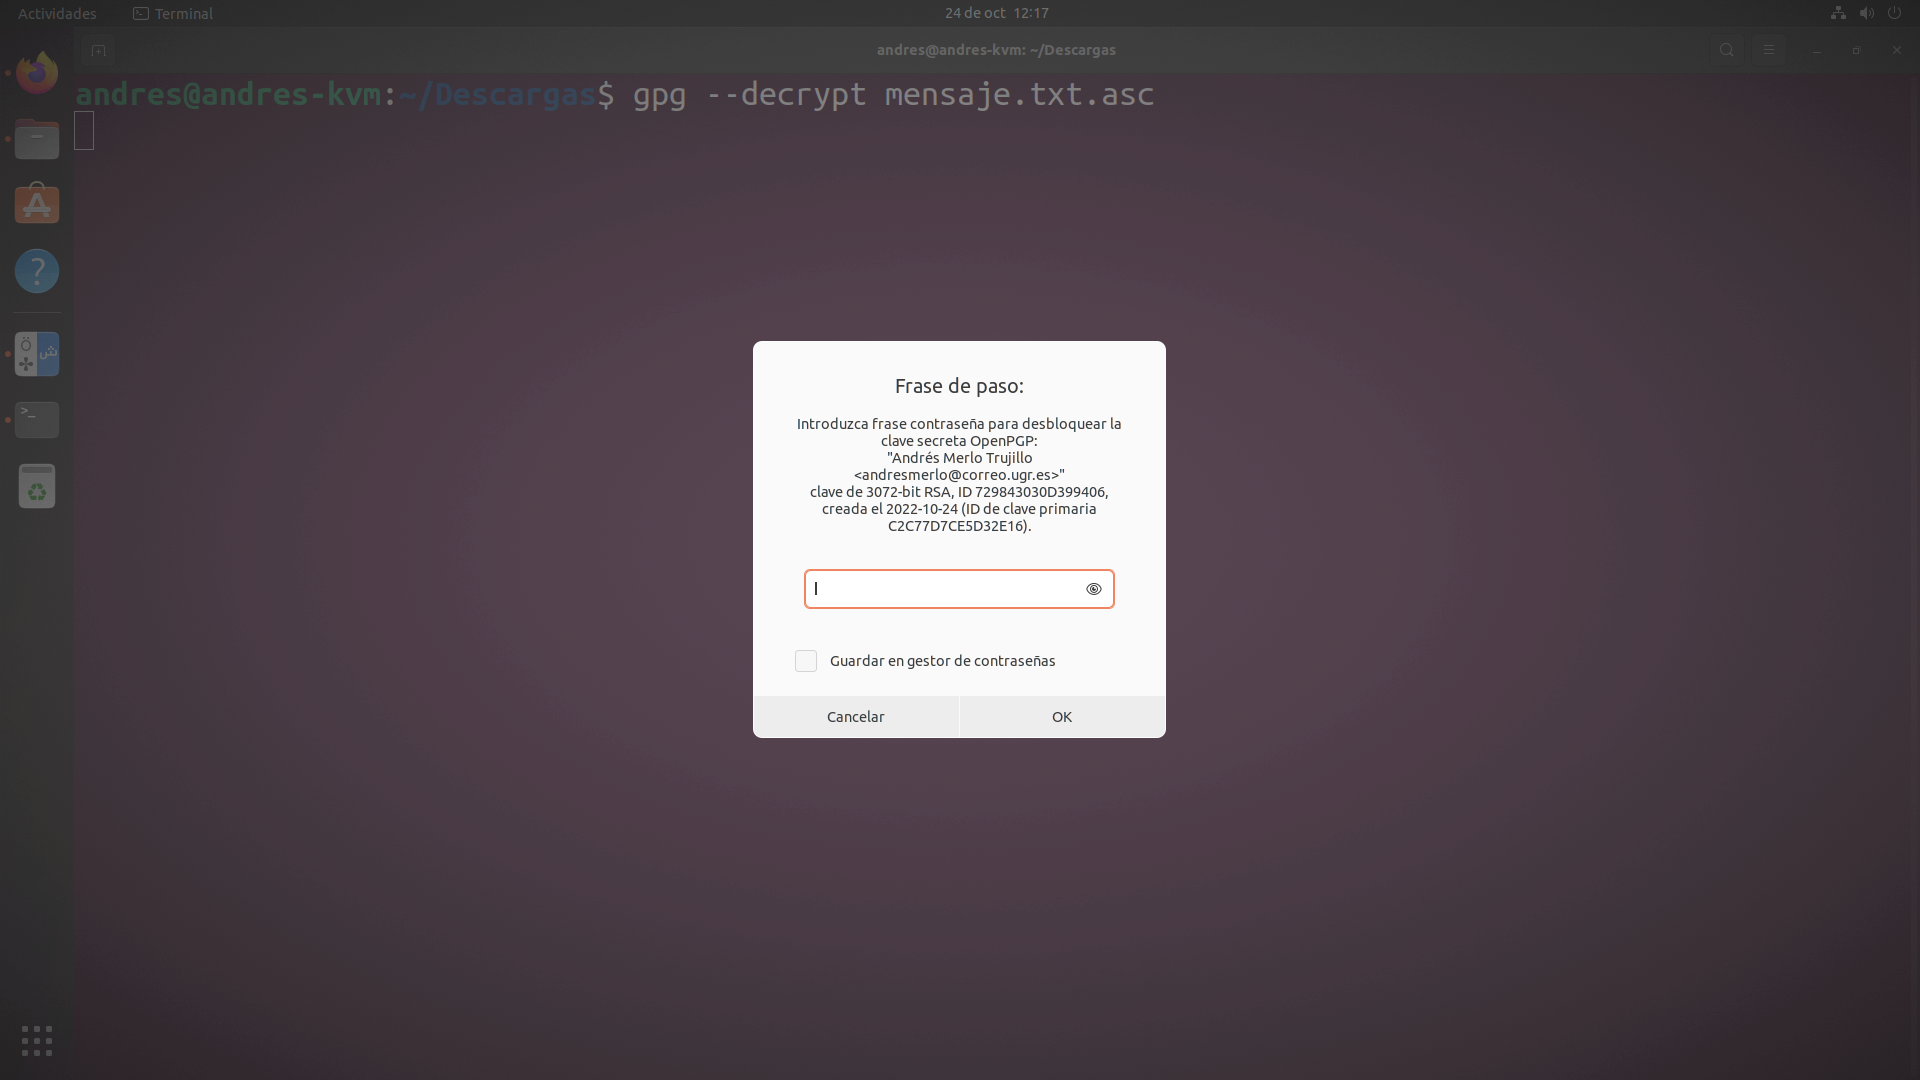 Actividades
Terminal
24 de oct 12:17
andres@andres-kvm: ~/Descargas
andres@andres-kvm:~/Descargas$ gpg --decrypt mensaje.txt.asc
Frase de paso:
Introduzca frase contraseña para desbloquear la
clave secreta OpenPGP:
"Andrés Merlo Trujillo
<andresmerlo@correo.ugr.es>"
clave de 3072-bit RSA, ID 729843030D399406,
creada el 2022-10-24 (ID de clave primaria
C2C77D7CE5D32E16).
Guardar en gestor de contraseñas
Cancelar
OK